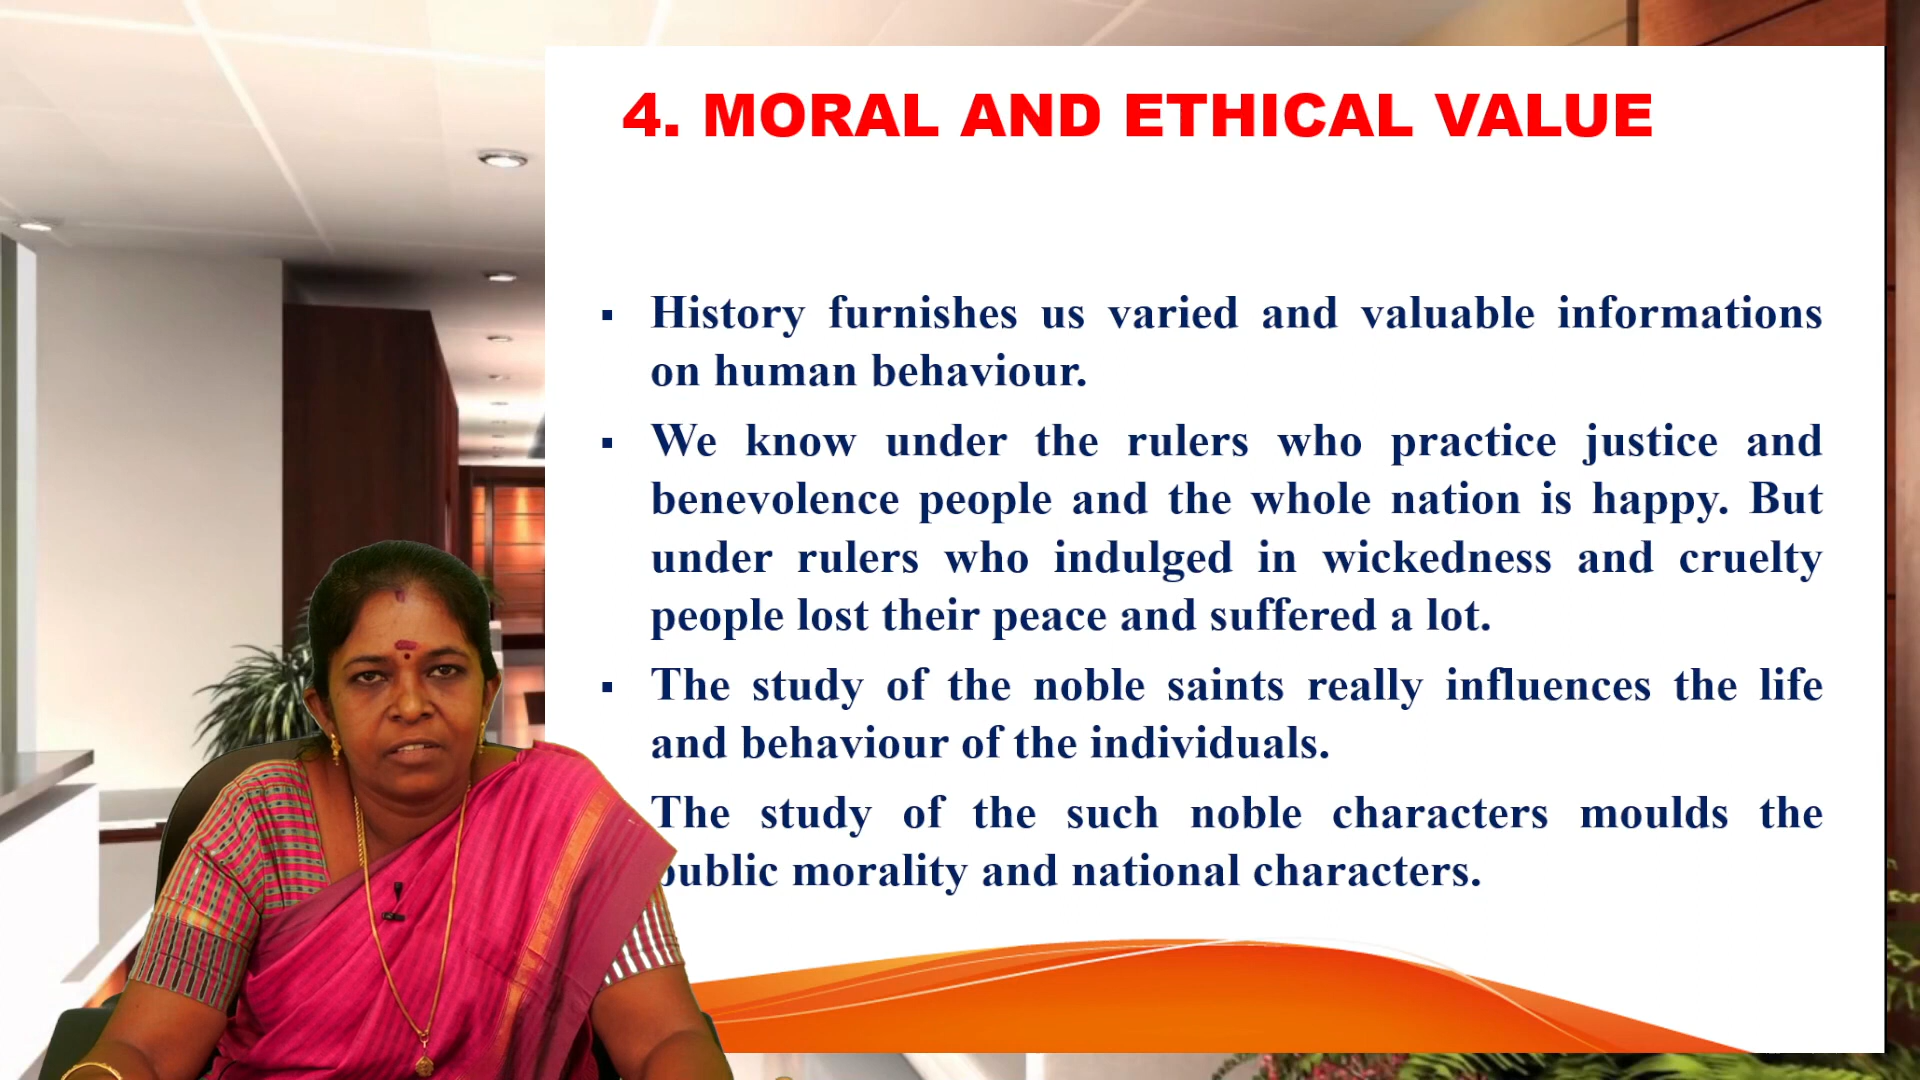 4. MORAL AND ETHICAL VALUE
▪ History furnishes us varied and valuable informations
on human behaviour.
▪ We know under the rulers who practice justice and
benevolence people and the whole nation is happy. But
under rulers who indulged in wickedness and cruelty
people lost their peace and suffered a lot.
▪ The study of the noble saints really influences the life
and behaviour of the individuals.
The study of the such noble characters moulds the
public morality and national characters.